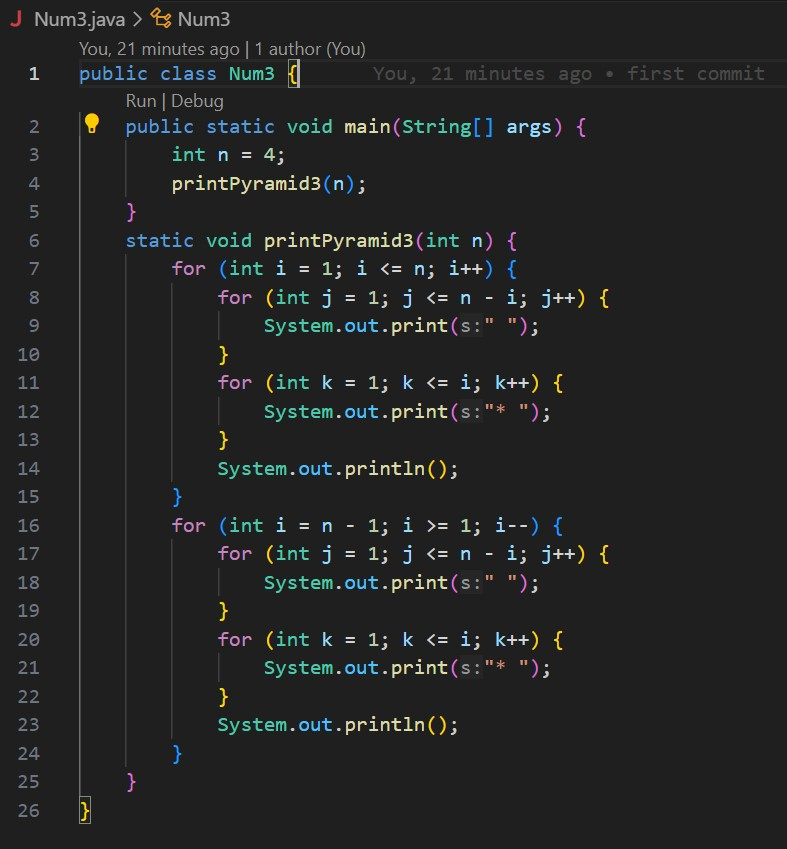 J Num3.java > Num3
You, 21 minutes ago | 1 author (You)
1 public class Num3 { You, 21 minutes ago • first commit
Run | Debug
2 public static void main(String[] args) {
3 int n = 4;
4 printPyramid3(n);
5 }
6 static void printPyramid3(int n) {
7 for (int i = 1; i <= n; i++) {
8 for (int j = 1; j <= n - i; j++) {
9 System.out.print(s:" ");
10 }
11 for (int k = 1; k <= i; k++) {
12 System.out.print(s:"* ");
13 }
14 System.out.println();
15 }
16 for (int i = n - 1; i >= 1; i--) {
17 for (int j = 1; j <= n - i; j++) {
18 System.out.print(s:" ");
19 }
20 for (int k = 1; k <= i; k++) {
21 System.out.print(s:"* ");
22 }
23 System.out.println();
24 }
25 }
26 }